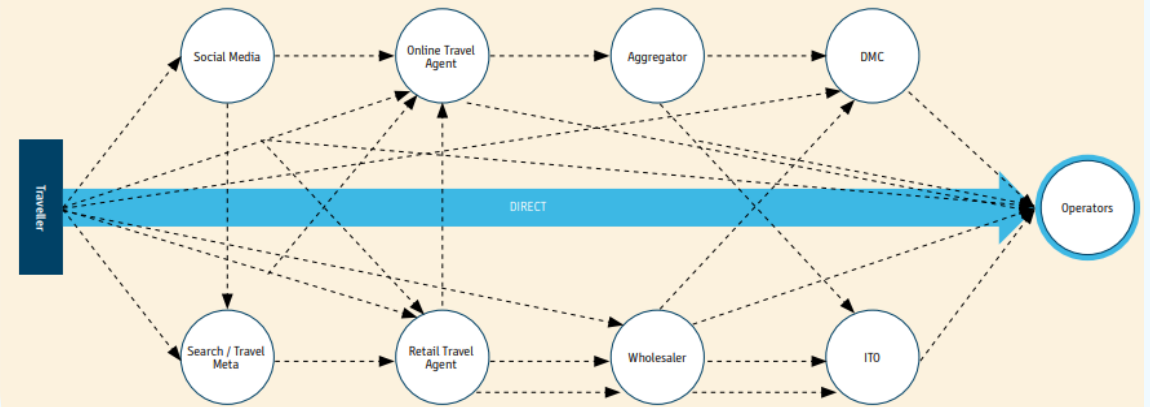 Social Media
Online Travel
Agent
Aggregator
DMC
Traveller
DIRECT
Operators
Search / Travel
Meta
Retail Travel
Agent
Wholesaler
ITO